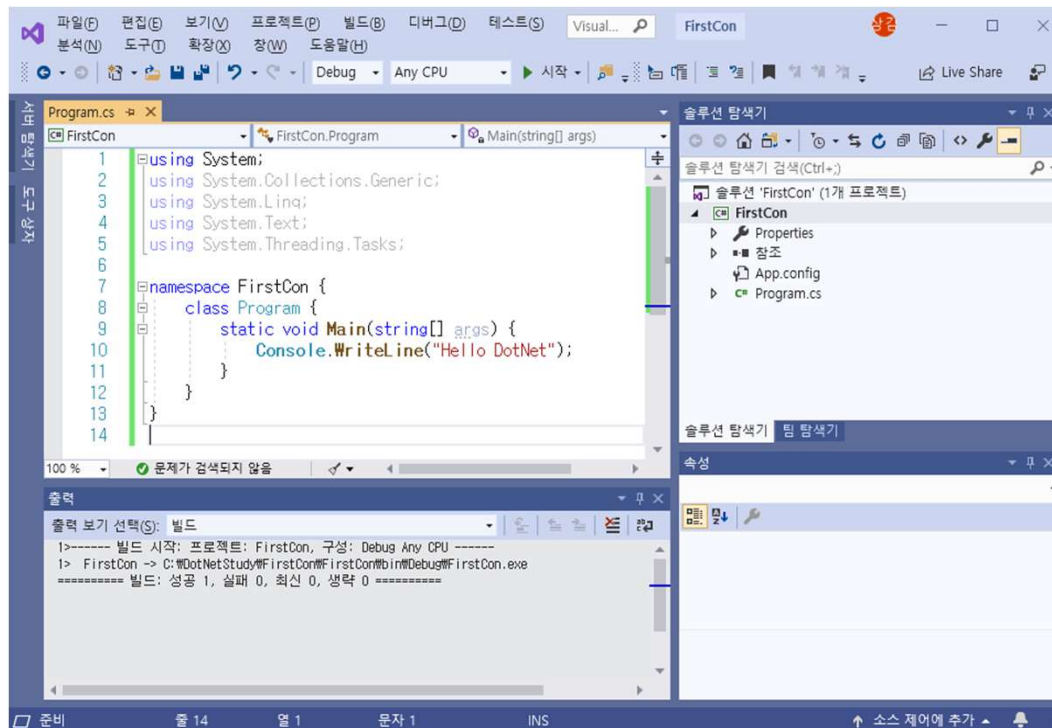 파일(F) 편집(E) 보기(V) 프로젝트(P) 빌드(B) 디버그(D) 테스트(S) Visual... FirstCon 상김
분석(N) 도구(T) 확장(X) 창(W) 도움말(H)
Debug Any CPU 시작 Live Share
서버 탐색기
도구 상자
Program.cs
FirstCon FirstCon.Program Main(string[] args)
1 using System;
2 using System.Collections.Generic;
3 using System.Linq;
4 using System.Text;
5 using System.Threading.Tasks;
6
7 namespace FirstCon {
8 class Program {
9 static void Main(string[] args) {
10 Console.₩riteLine("Hello DotNet");
11 }
12 }
13 }
14
100 % 문제가 검색되지 않음
출력
출력 보기 선택(S): 빌드
1>------ 빌드 시작: 프로젝트: FirstCon, 구성: Debug Any CPU ------
1> FirstCon -> C:₩DotNetStudy₩FirstCon₩FirstCon₩bin₩Debug₩FirstCon.exe
========== 빌드: 성공 1, 실패 0, 최신 0, 생략 0 ==========
솔루션 탐색기
솔루션 탐색기 검색(Ctrl+;)
솔루션 'FirstCon' (1개 프로젝트)
C# FirstCon
Properties
참조
App.config
C# Program.cs
솔루션 탐색기 팀 탐색기
속성
준비 줄 14 열 1 문자 1 INS 소스 제어에 추가